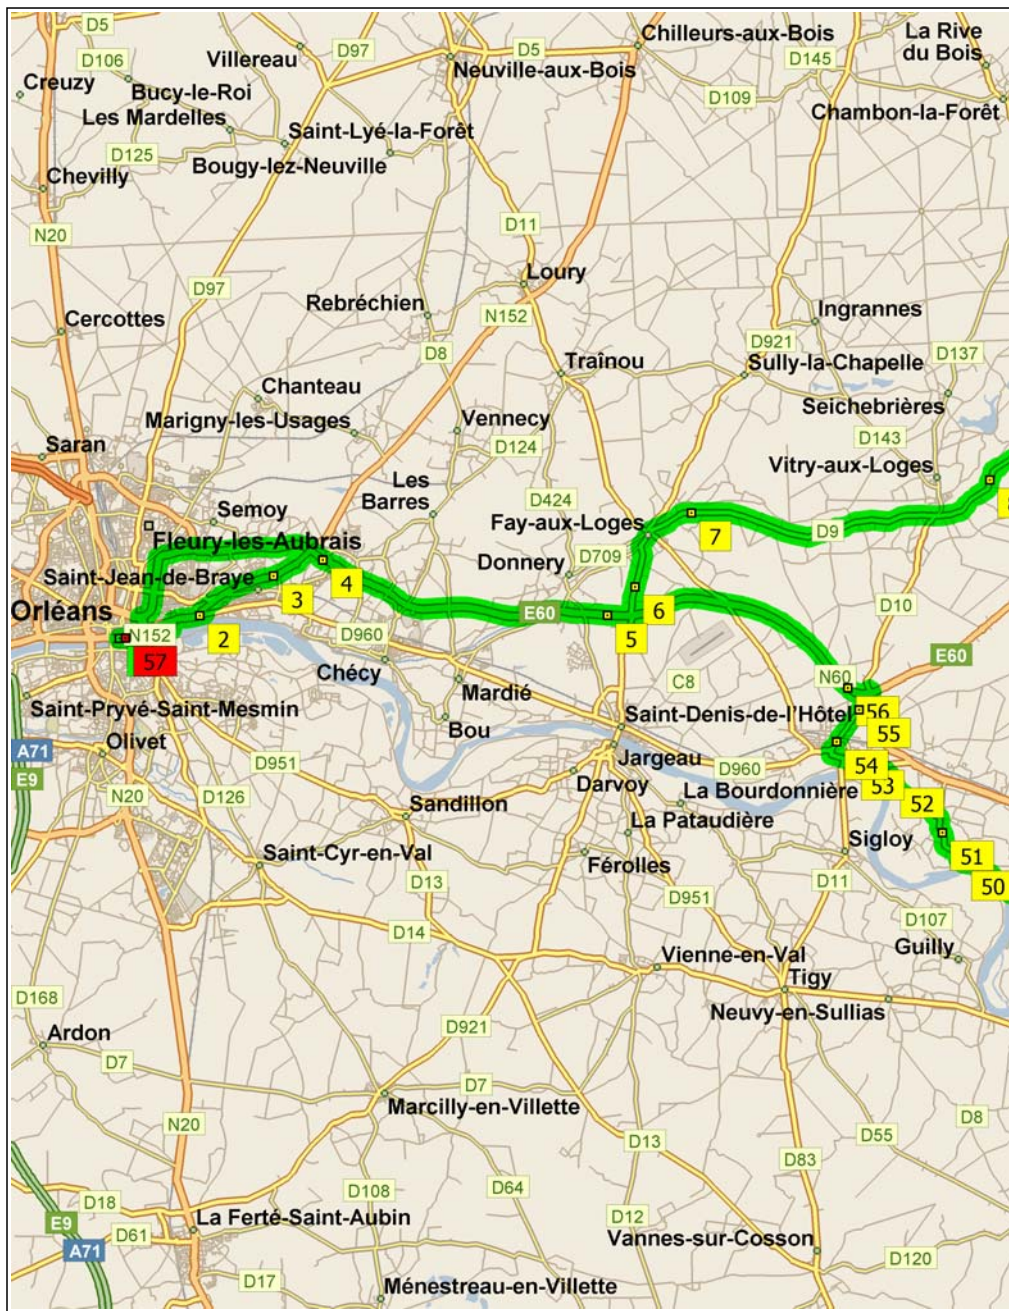 D5
D106
Villereau
D97
D5
Chilleurs-aux-Bois
La Rive
du Bois
Creuzy
Bucy-le-Roi
Neuville-aux-Bois
D145
D109
Chambon-la-Forêt
Les Mardelles
Saint-Lyé-la-Forêt
D125
Bougy-lez-Neuville
Chevilly
N20
D11
D97
Loury
Rebréchien
N152
Ingrannes
Cercottes
D8
D921
D137
Traînou
Sully-la-Chapelle
Chanteau
Seichebrières
Marigny-les-Usages
Vennecy
D143
Saran
D124
Vitry-aux-Loges
Les
Barres
D424
Semoy
Fay-aux-Loges
7
D9
Fleury-les-Aubrais
Donnery
D709
Saint-Jean-de-Braye
4
3
6
Orléans
2
E60
5
D10
N152
D960
E60
57
Chécy
C8
N60
Mardié
Saint-Pryvé-Saint-Mesmin
Saint-Denis-de-l'Hôtel
56
Bou
55
A71
Olivet
D951
Jargeau
D960
54
E9
Darvoy
53
N20
D126
Sandillon
La Bourdonnière
52
La Pataudière
Saint-Cyr-en-Val
Férolles
Sigloy
51
D13
D11
50
D951
D107
D14
Guilly
Vienne-en-Val
Tigy
D168
Neuvy-en-Sullias
Ardon
D921
D7
D7
Marcilly-en-Villette
D8
N20
D13
D55
D83
D108
D64
D18
La Ferté-Saint-Aubin
D12
E9
D61
Vannes-sur-Cosson
A71
D120
D17
Ménestreau-en-Villette